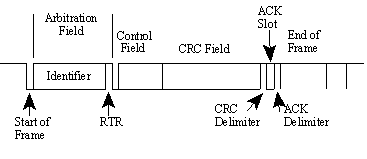 ACK
Slot
Arbitration
Field
Control
Field
CRC Field
End of
Frame
Identifier
Start of
Frame
RTR
CRC
Delimiter
ACK
Delimiter